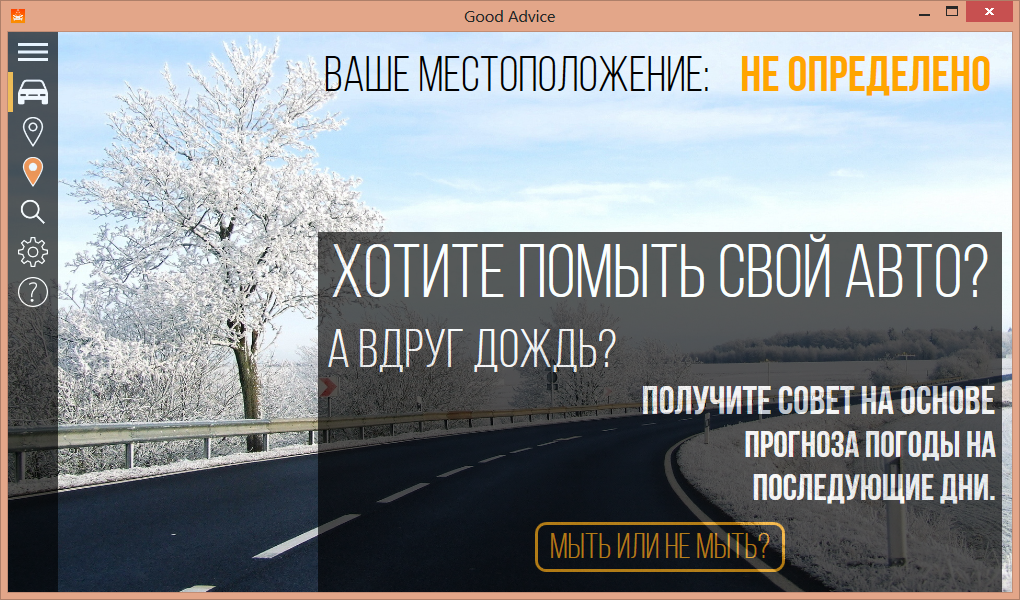 Good Advice
ВАШЕ МЕСТОПОЛОЖЕНИЕ: НЕ ОПРЕДЕЛЕНО
ХОТИТЕ ПОМЫТЬ СВОЙ АВТО?
А ВДРУГ ДОЖДЬ?
ПОЛУЧИТЕ СОВЕТ НА ОСНОВЕ
ПРОГНОЗА ПОГОДЫ НА
ПОСЛЕДУЮЩИЕ ДНИ.
МЫТЬ ИЛИ НЕ МЫТЬ?